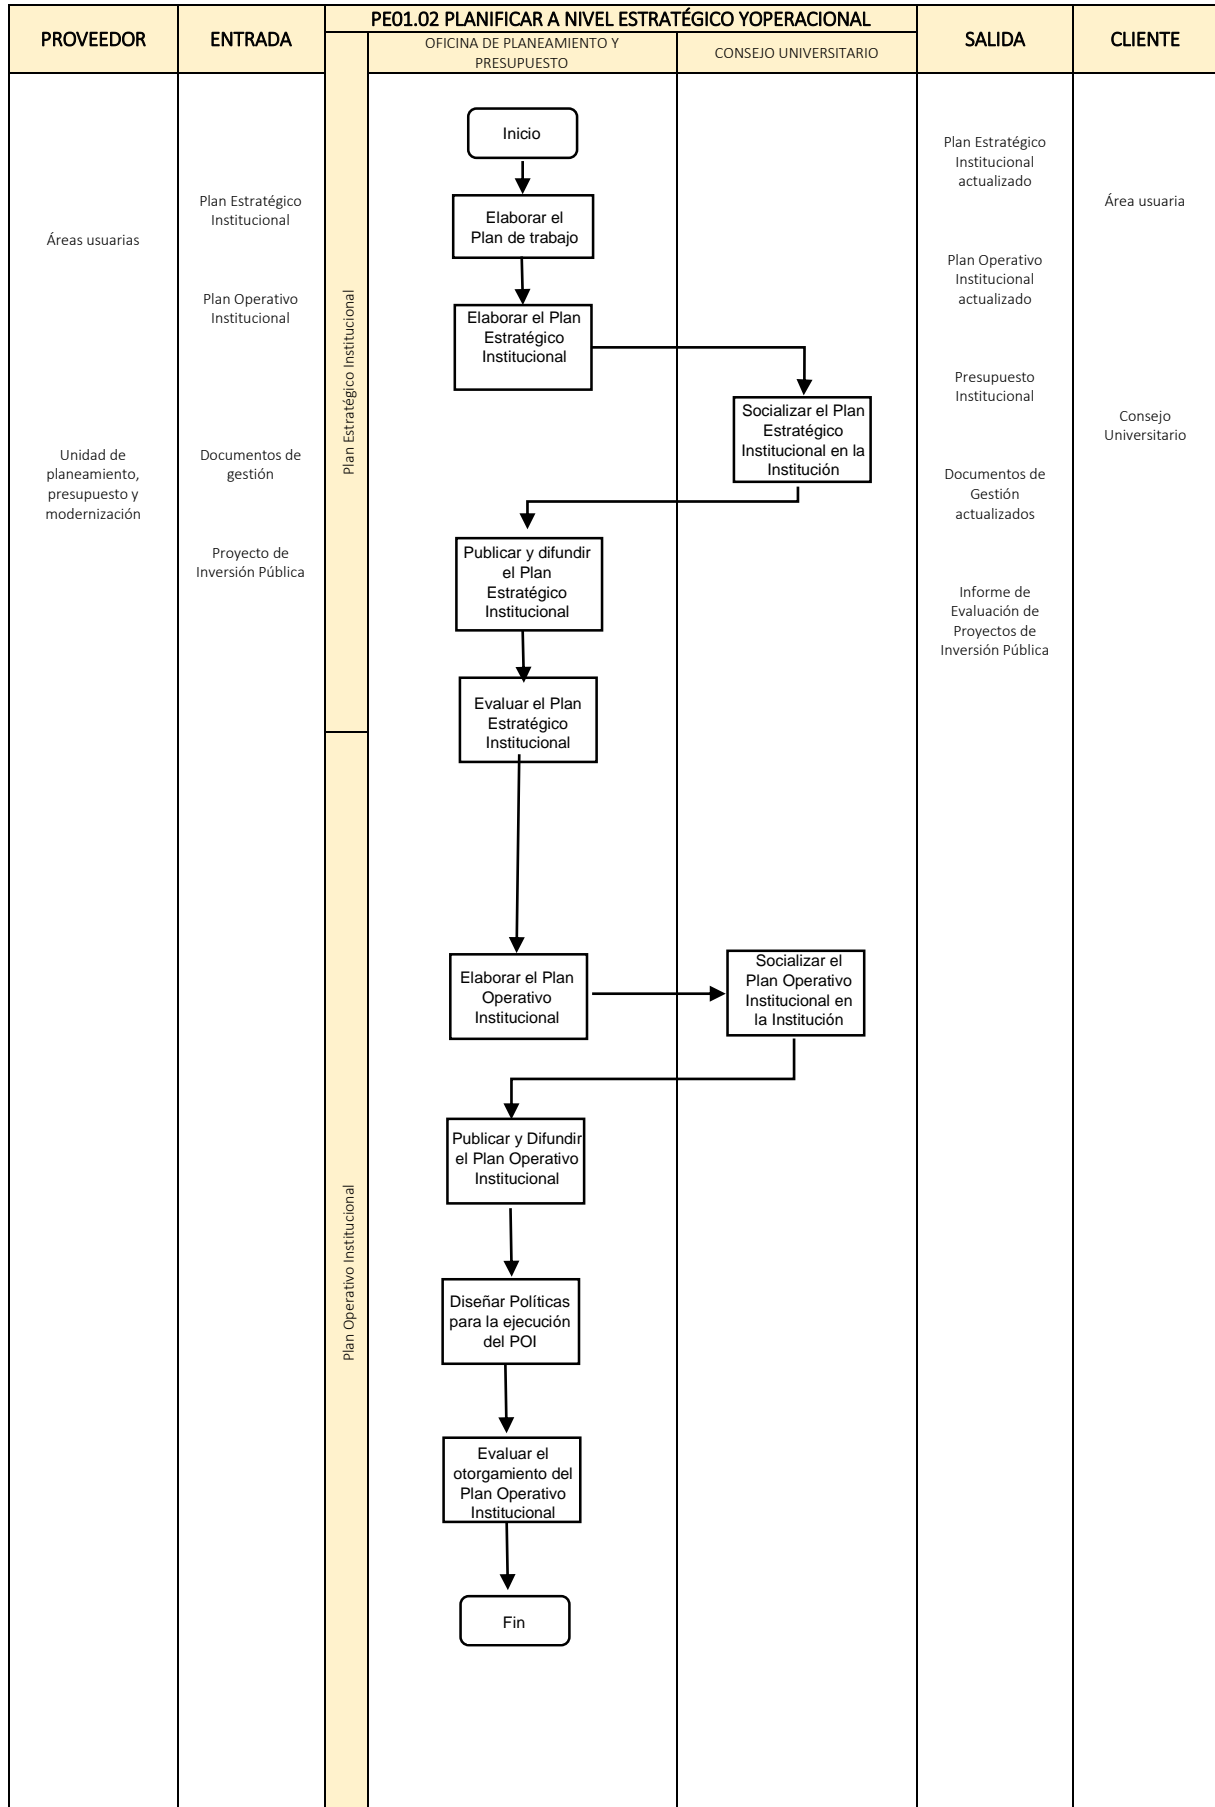 PROVEEDOR
ENTRADA
PE01.02 PLANIFICAR A NIVEL ESTRATÉGICO YOPERACIONAL
OFICINA DE PLANEAMIENTO Y
PRESUPUESTO
CONSEJO UNIVERSITARIO
SALIDA
CLIENTE
Áreas usuarias
Unidad de
planeamiento,
presupuesto y
modernización
Plan Estratégico
Institucional
Plan Operativo
Institucional
Documentos de
gestión
Proyecto de
Inversión Pública
Plan Estratégico Institucional
Inicio
Elaborar el
Plan de trabajo
Elaborar el Plan
Estratégico
Institucional
Socializar el Plan
Estratégico
Institucional en la
Institución
Publicar y difundir
el Plan
Estratégico
Institucional
Evaluar el Plan
Estratégico
Institucional
Plan Operativo Institucional
Elaborar el Plan
Operativo
Institucional
Socializar el
Plan Operativo
Institucional en
la Institución
Publicar y Difundir
el Plan Operativo
Institucional
Diseñar Políticas
para la ejecución
del POI
Evaluar el
otorgamiento del
Plan Operativo
Institucional
Fin
Plan Estratégico
Institucional
actualizado
Plan Operativo
Institucional
actualizado
Presupuesto
Institucional
Documentos de
Gestión
actualizados
Informe de
Evaluación de
Proyectos de
Inversión Pública
Área usuaria
Consejo
Universitario